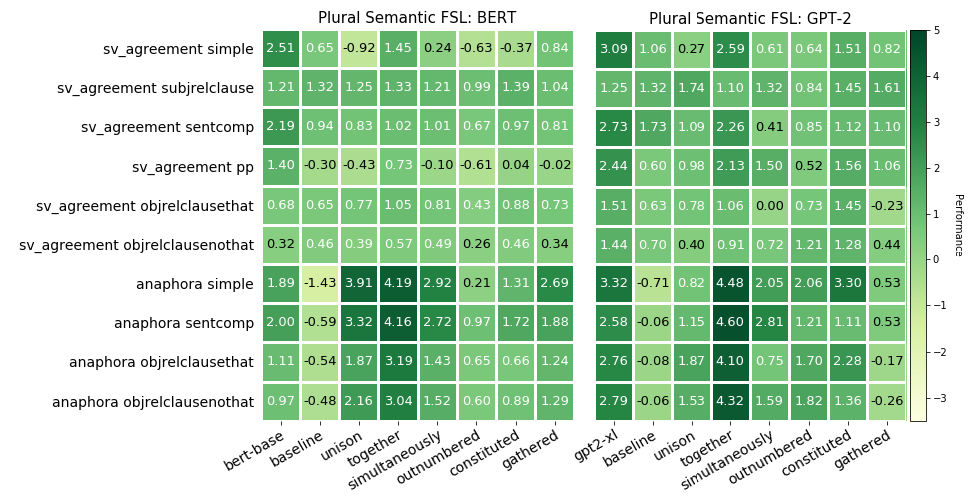 Plural Semantic FSL: BERT
Plural Semantic FSL: GPT-2
sv_agreement simple 2.51 0.65 -0.92 1.45 0.24 -0.63 -0.37 0.84 3.09 1.06 0.27 2.59 0.61 0.64 1.51 0.82
sv_agreement subjrelclause 1.21 1.32 1.25 1.33 1.21 0.99 1.39 1.04 1.25 1.32 1.74 1.10 1.32 0.84 1.45 1.61
sv_agreement sentcomp 2.19 0.94 0.83 1.02 1.01 0.67 0.97 0.81 2.73 1.73 1.09 2.26 0.41 0.85 1.12 1.10
sv_agreement pp 1.40 -0.30 -0.43 0.73 -0.10 -0.61 0.04 -0.02 2.44 0.60 0.98 2.13 1.50 0.52 1.56 1.06
sv_agreement objrelclausethat 0.68 0.65 0.77 1.05 0.81 0.43 0.88 0.73 1.51 0.63 0.78 1.06 0.00 0.73 1.45 -0.23
sv_agreement objrelclausenothat 0.32 0.46 0.39 0.57 0.49 0.26 0.46 0.34 1.44 0.70 0.40 0.91 0.72 1.21 1.28 0.44
anaphora simple 1.89 -1.43 3.91 4.19 2.92 0.21 1.31 2.69 3.32 -0.71 0.82 4.48 2.05 2.06 3.30 0.53
anaphora sentcomp 2.00 -0.59 3.32 4.16 2.72 0.97 1.72 1.88 2.58 -0.06 1.15 4.60 2.81 1.21 1.11 0.53
anaphora objrelclausethat 1.11 -0.54 1.87 3.19 1.43 0.65 0.66 1.24 2.76 -0.08 1.87 4.10 0.75 1.70 2.28 -0.17
anaphora objrelclausenothat 0.97 -0.48 2.16 3.04 1.52 0.60 0.89 1.29 2.79 -0.06 1.53 4.32 1.59 1.82 1.36 -0.26
bert-base baseline unison together simultaneously outnumbered constituted gathered
gpt2-xl baseline unison together simultaneously outnumbered constituted gathered
5
4
3
2
1
0
−1
−2
−3
Performance